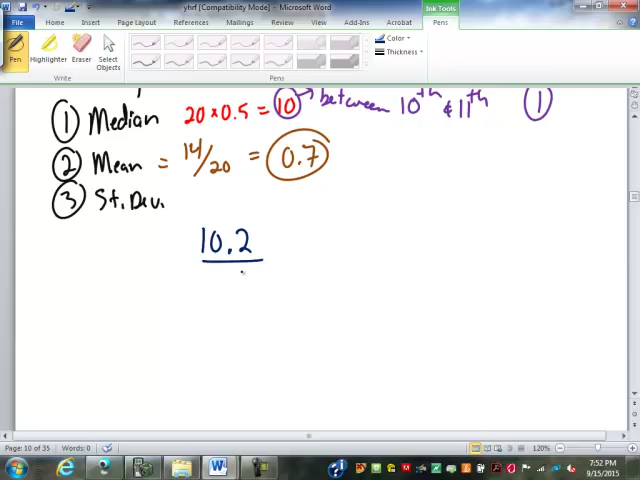 yhrf [Compatibility Mode] - Microsoft Word
Ink Tools
File Home Insert Page Layout References Mailings Review View Add-Ins Acrobat Pens
Pen Highlighter Eraser Select Objects
Color
Thickness
Write Pens
① Median 20 × 0.5 = 10 → between 10th & 11th 1
② Mean = 14/20 = 0.7
③ St. Dev.
10.2
Page: 10 of 35 Words: 0 120%
7:52 PM
9/15/2015